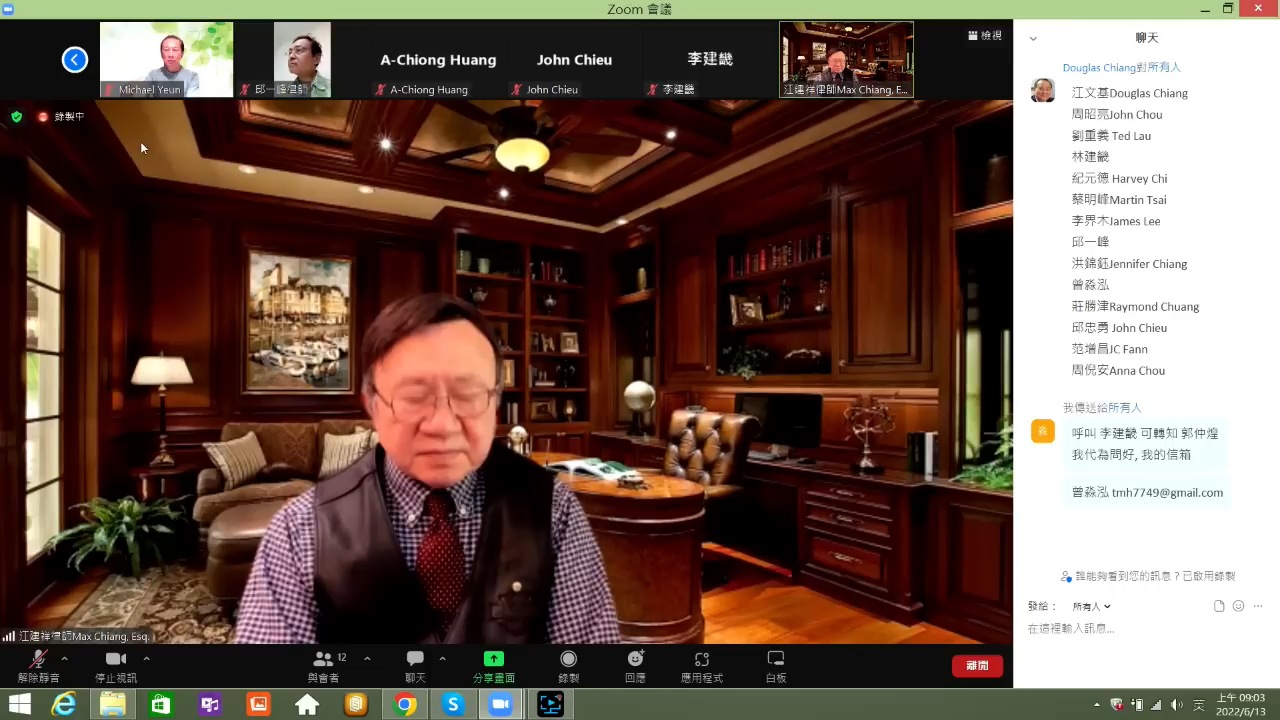 Zoom 會議
Michael Yeun
A-Chiong Huang
A-Chiong Huang
John Chieu
John Chieu
李建畿
李建畿
江建祥律師Max Chiang, E...
檢視
錄製中
江建祥律師Max Chiang, Esq.
聊天
Douglas Chiang對所有人
江文基Douglas Chiang
周昭亮John Chou
劉重義 Ted Lau
林建畿
紀元德 Harvey Chi
蔡明峰Martin Tsai
李界木James Lee
邱一峰
洪錦鈺Jennifer Chiang
曾淼泓
莊勝津Raymond Chuang
邱忠勇 John Chieu
范增昌JC Fann
周倪安Anna Chou
我傳送給所有人
淼
呼叫 李建畿 可轉知 郭仲煌
我代為問好, 我的信箱
曾淼泓 tmh7749@gmail.com
誰能夠看到您的訊息？已啟用錄製
發給： 所有人
在這裡輸入訊息...
解除靜音
停止視訊
12
與會者
聊天
分享畫面
錄製
回應
應用程式
白板
離開
英
上午 09:03
2022/6/13